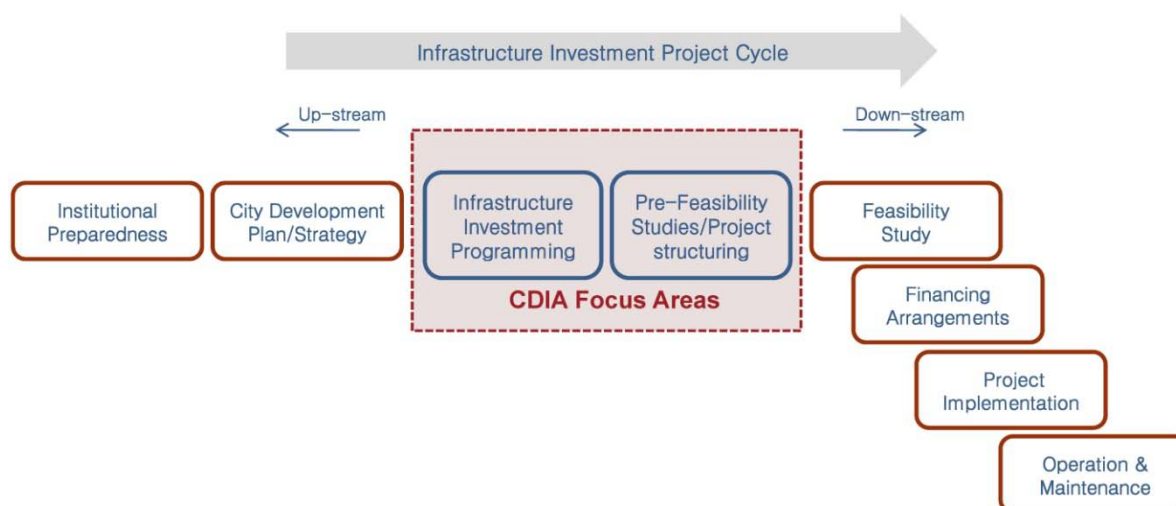 Infrastructure Investment Project Cycle
Up-stream
Down-stream
Institutional
Preparedness
City Development
Plan/Strategy
Infrastructure
Investment
Programming
Pre-Feasibility
Studies/Project
structuring
CDIA Focus Areas
Feasibility
Study
Financing
Arrangements
Project
Implementation
Operation &
Maintenance